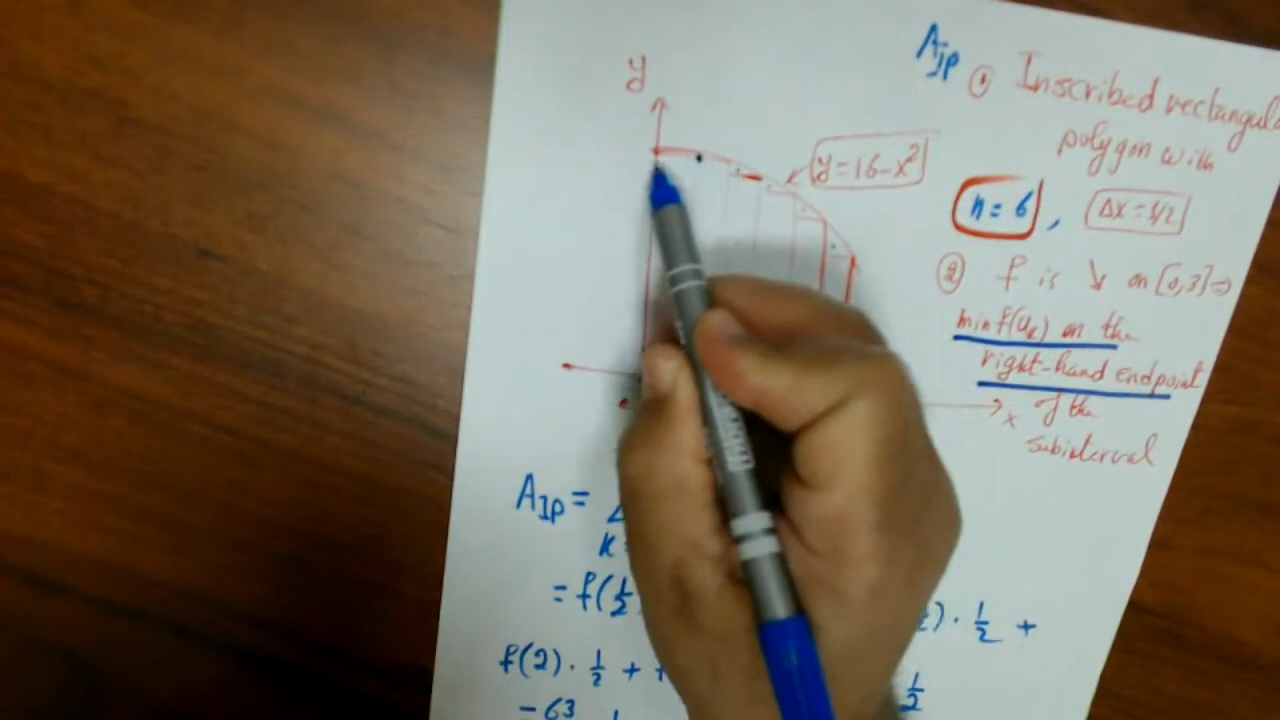 A_IP ① Inscribed rectangula
polygon with
n = 6 , Δx = 1/2
② f is ↘ on [0,3] ⇒
min f(u_k) on the
right-hand endpoint
of the
subinterval
y
y = 16 - x²
x
A_IP =
k
= f(1/2) · 1/2 +
f(2) · 1/2 + 1/2
- 63